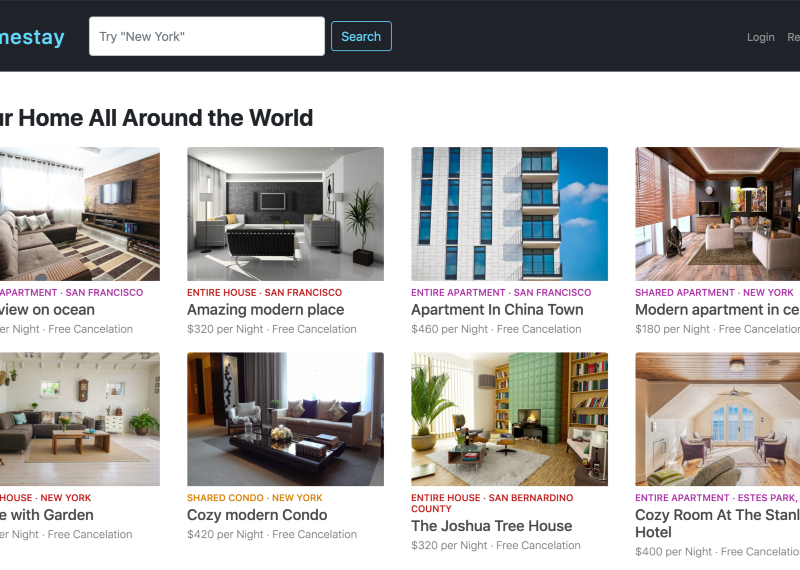 mestay
Try "New York"
Search
Login
Re
ur Home All Around the World
APARTMENT · SAN FRANCISCO
view on ocean
er Night · Free Cancelation
ENTIRE HOUSE · SAN FRANCISCO
Amazing modern place
$320 per Night · Free Cancelation
ENTIRE APARTMENT · SAN FRANCISCO
Apartment In China Town
$460 per Night · Free Cancelation
SHARED APARTMENT · NEW YORK
Modern apartment in ce
$180 per Night · Free Cancelation
HOUSE · NEW YORK
e with Garden
er Night · Free Cancelation
SHARED CONDO · NEW YORK
Cozy modern Condo
$420 per Night · Free Cancelation
ENTIRE HOUSE · SAN BERNARDINO
COUNTY
The Joshua Tree House
$320 per Night · Free Cancelation
ENTIRE APARTMENT · ESTES PARK,
Cozy Room At The Stanl
Hotel
$400 per Night · Free Cancelation